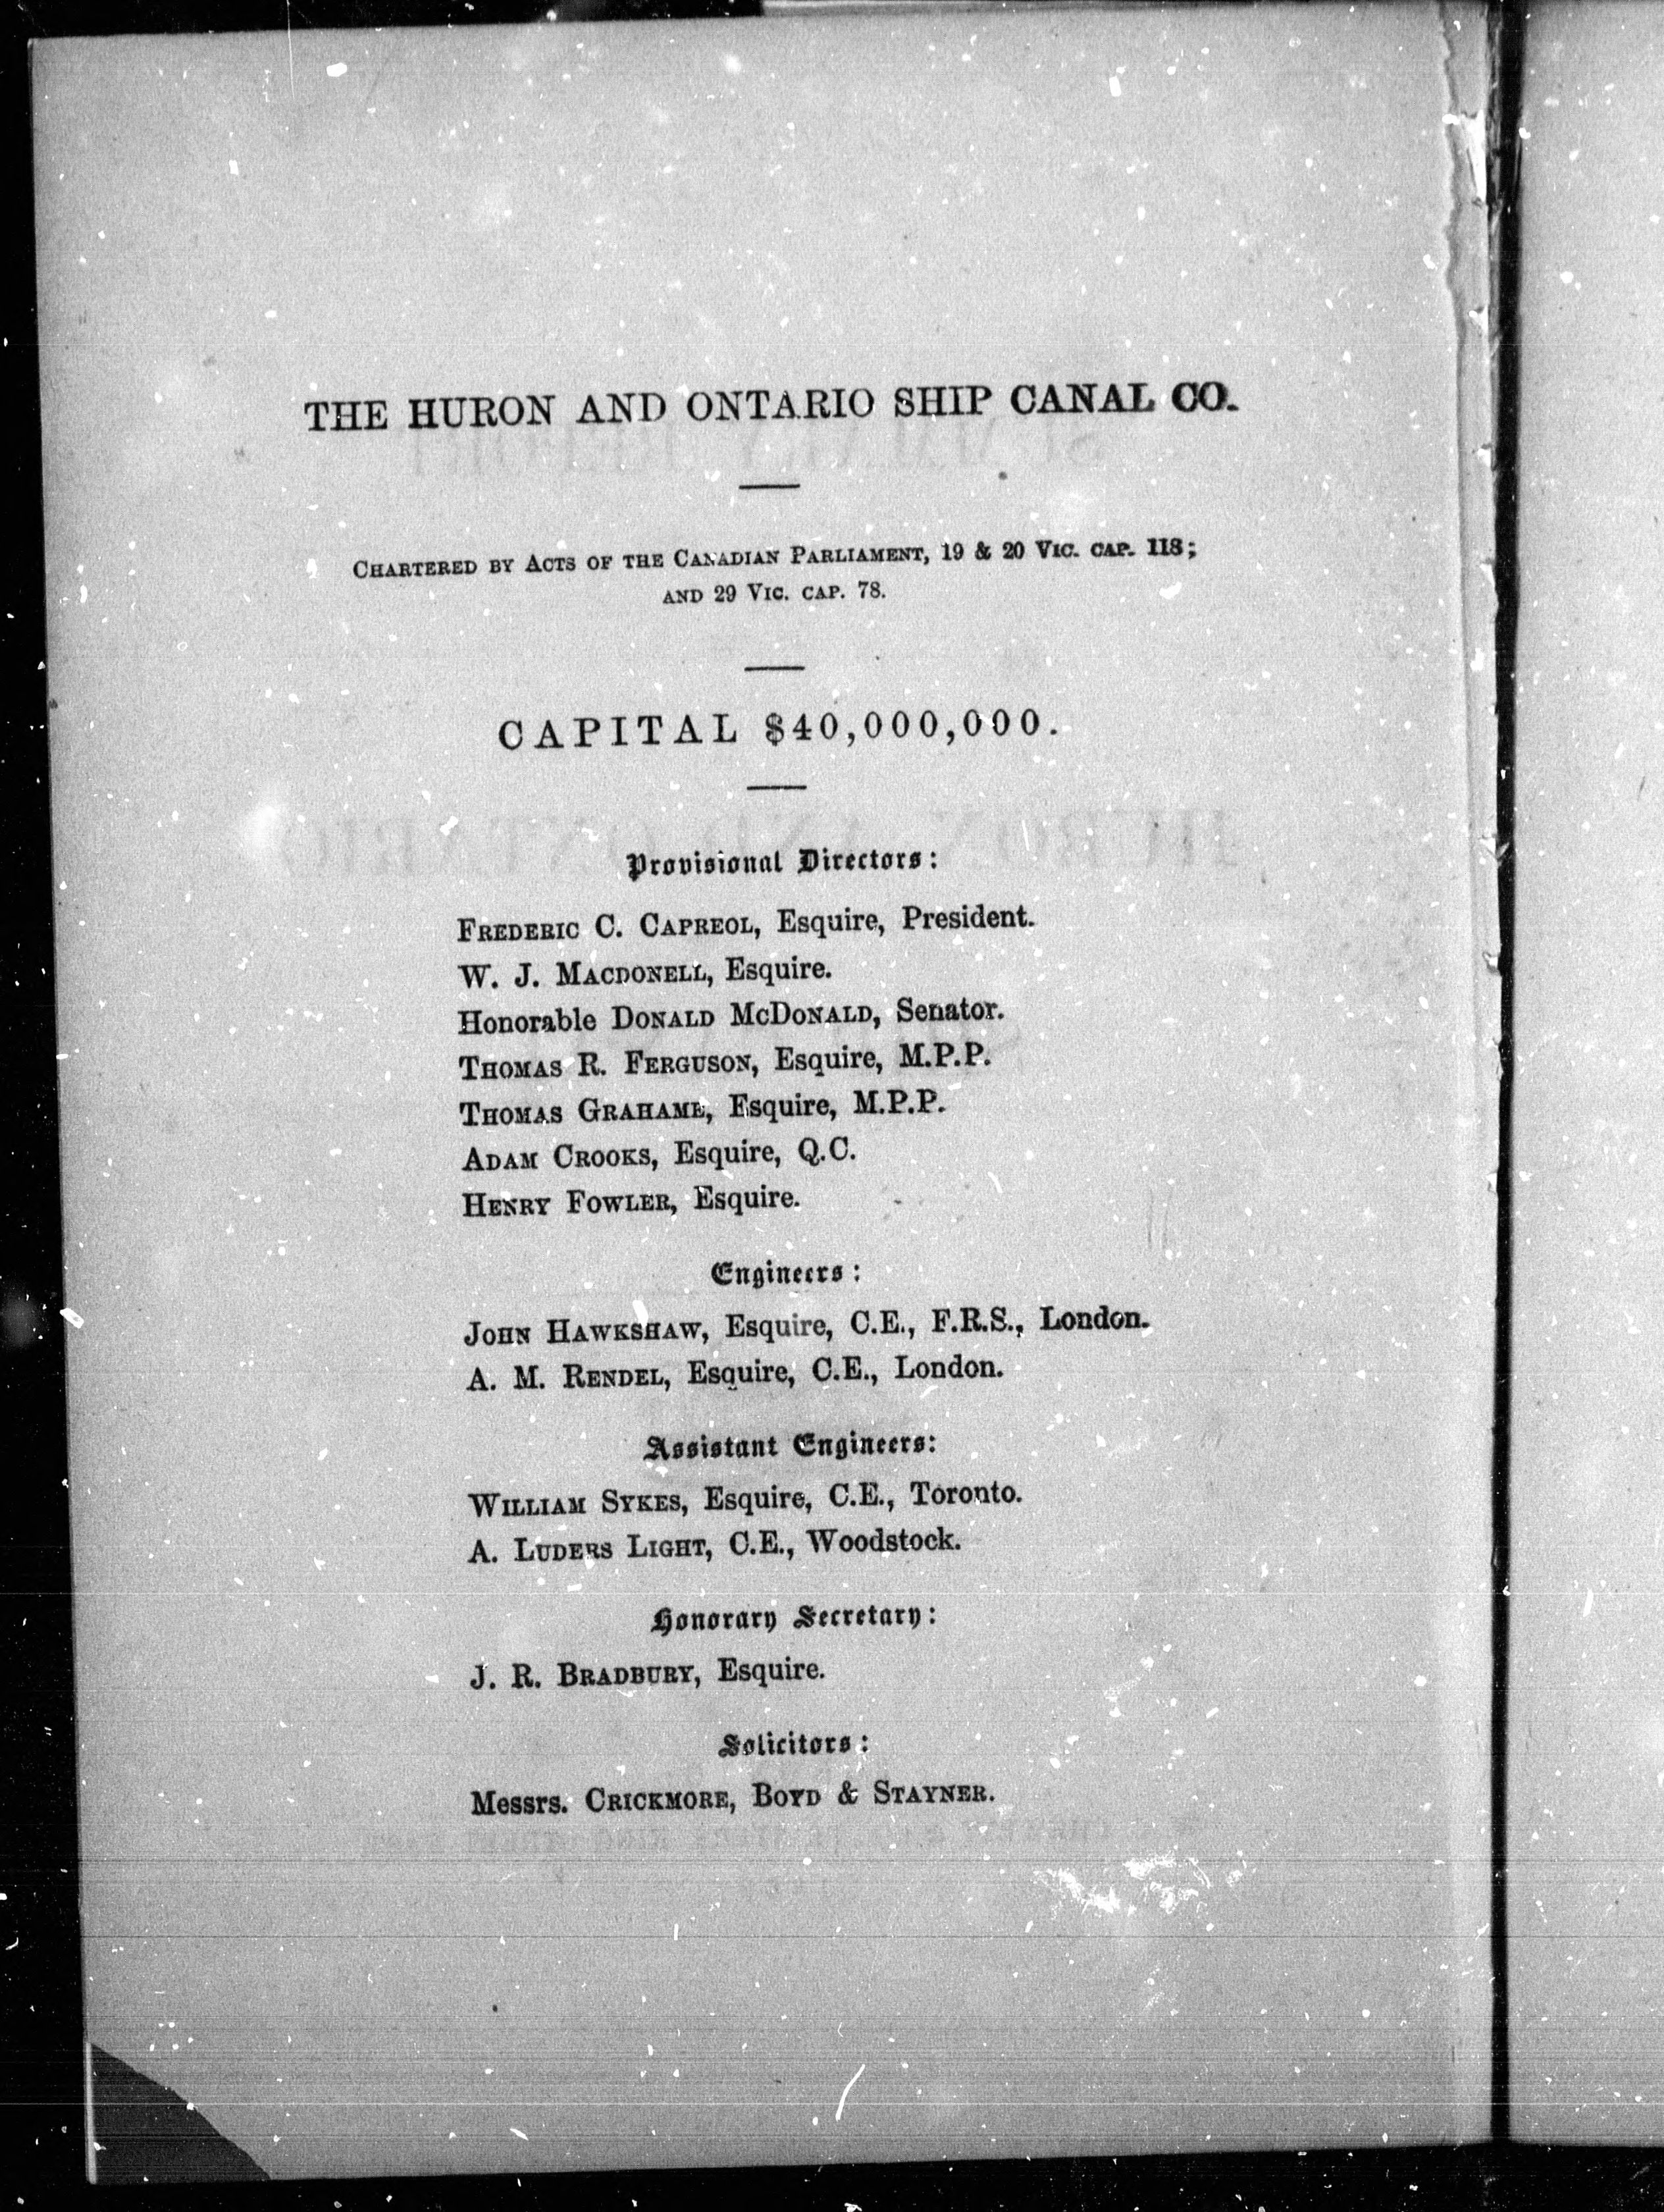 THE HURON AND ONTARIO SHIP CANAL CO.
CHARTERED BY ACTS OF THE CANADIAN PARLIAMENT, 19 & 20 VIC. CAP. 118;
AND 29 VIC. CAP. 78.
CAPITAL $40,000,000.
Provisional Directors:
FREDERIC C. CAPREOL, Esquire, President.
W. J. MACDONELL, Esquire.
Honorable DONALD MCDONALD, Senator.
THOMAS R. FERGUSON, Esquire, M.P.P.
THOMAS GRAHAME, Esquire, M.P.P.
ADAM CROOKS, Esquire, Q.C.
HENRY FOWLER, Esquire.
Engineers:
JOHN HAWKSHAW, Esquire, C.E., F.R.S., London.
A. M. RENDEL, Esquire, C.E., London.
Assistant Engineers:
WILLIAM SYKES, Esquire, C.E., Toronto.
A. LUDERS LIGHT, C.E., Woodstock.
Honorary Secretary:
J. R. BRADBURY, Esquire.
Solicitors:
Messrs. CRICKMORE, BOYD & STAYNER.